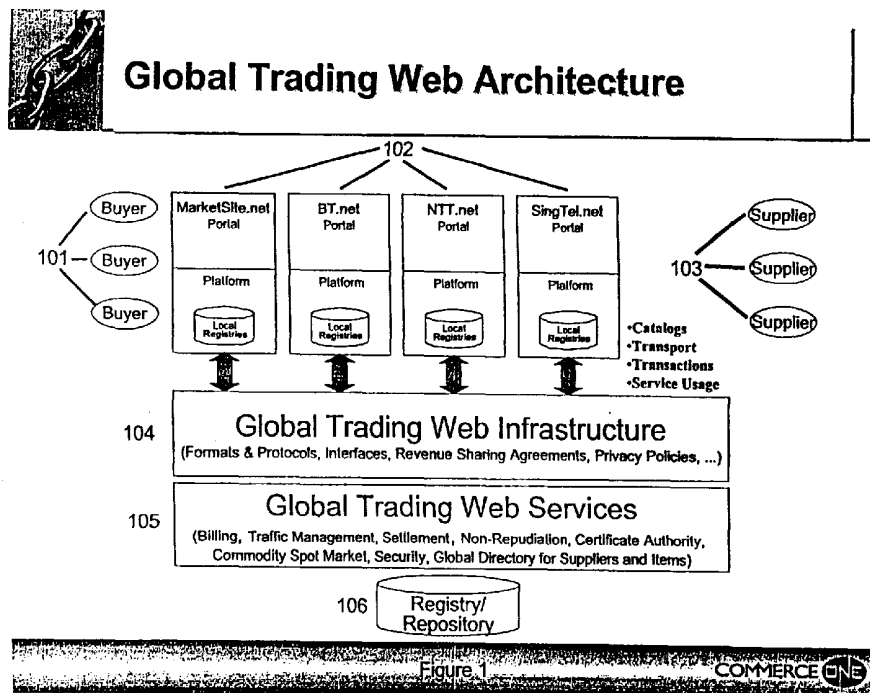 Global Trading Web Architecture
102
Buyer
Buyer
Buyer
101
MarketSite.net
Portal
Platform
Local
Registries
BT.net
Portal
Platform
Local
Registries
NTT.net
Portal
Platform
Local
Registries
SingTel.net
Portal
Platform
Local
Registries
103
Supplier
Supplier
Supplier
•Catalogs
•Transport
•Transactions
•Service Usage
104
Global Trading Web Infrastructure
(Formats & Protocols, Interfaces, Revenue Sharing Agreements, Privacy Policies, ...)
105
Global Trading Web Services
(Billing, Traffic Management, Settlement, Non-Repudiation, Certificate Authority,
Commodity Spot Market, Security, Global Directory for Suppliers and Items)
106
Registry/
Repository
Figure 1
COMMERCE ONE